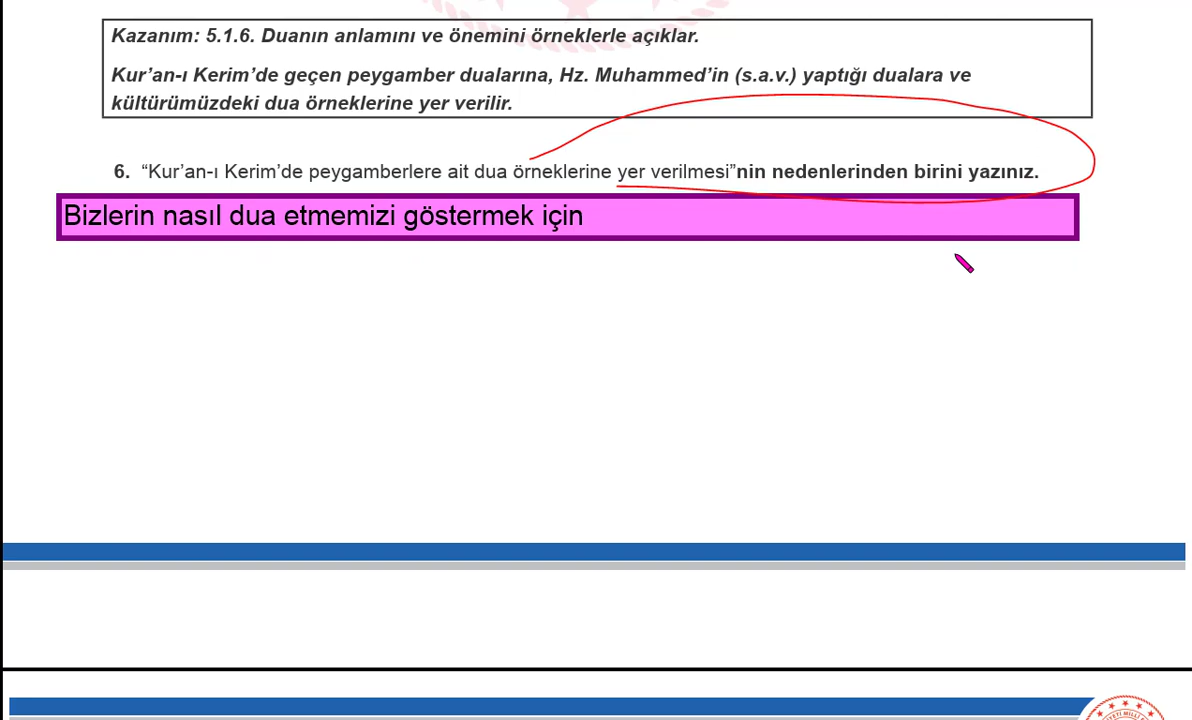 Kazanım: 5.1.6. Duanın anlamını ve önemini örneklerle açıklar.
Kur’an-ı Kerim’de geçen peygamber dualarına, Hz. Muhammed’in (s.a.v.) yaptığı dualara ve
kültürümüzdeki dua örneklerine yer verilir.
6. “Kur’an-ı Kerim’de peygamberlere ait dua örneklerine yer verilmesi”nin nedenlerinden birini yazınız.
Bizlerin nasıl dua etmemizi göstermek için